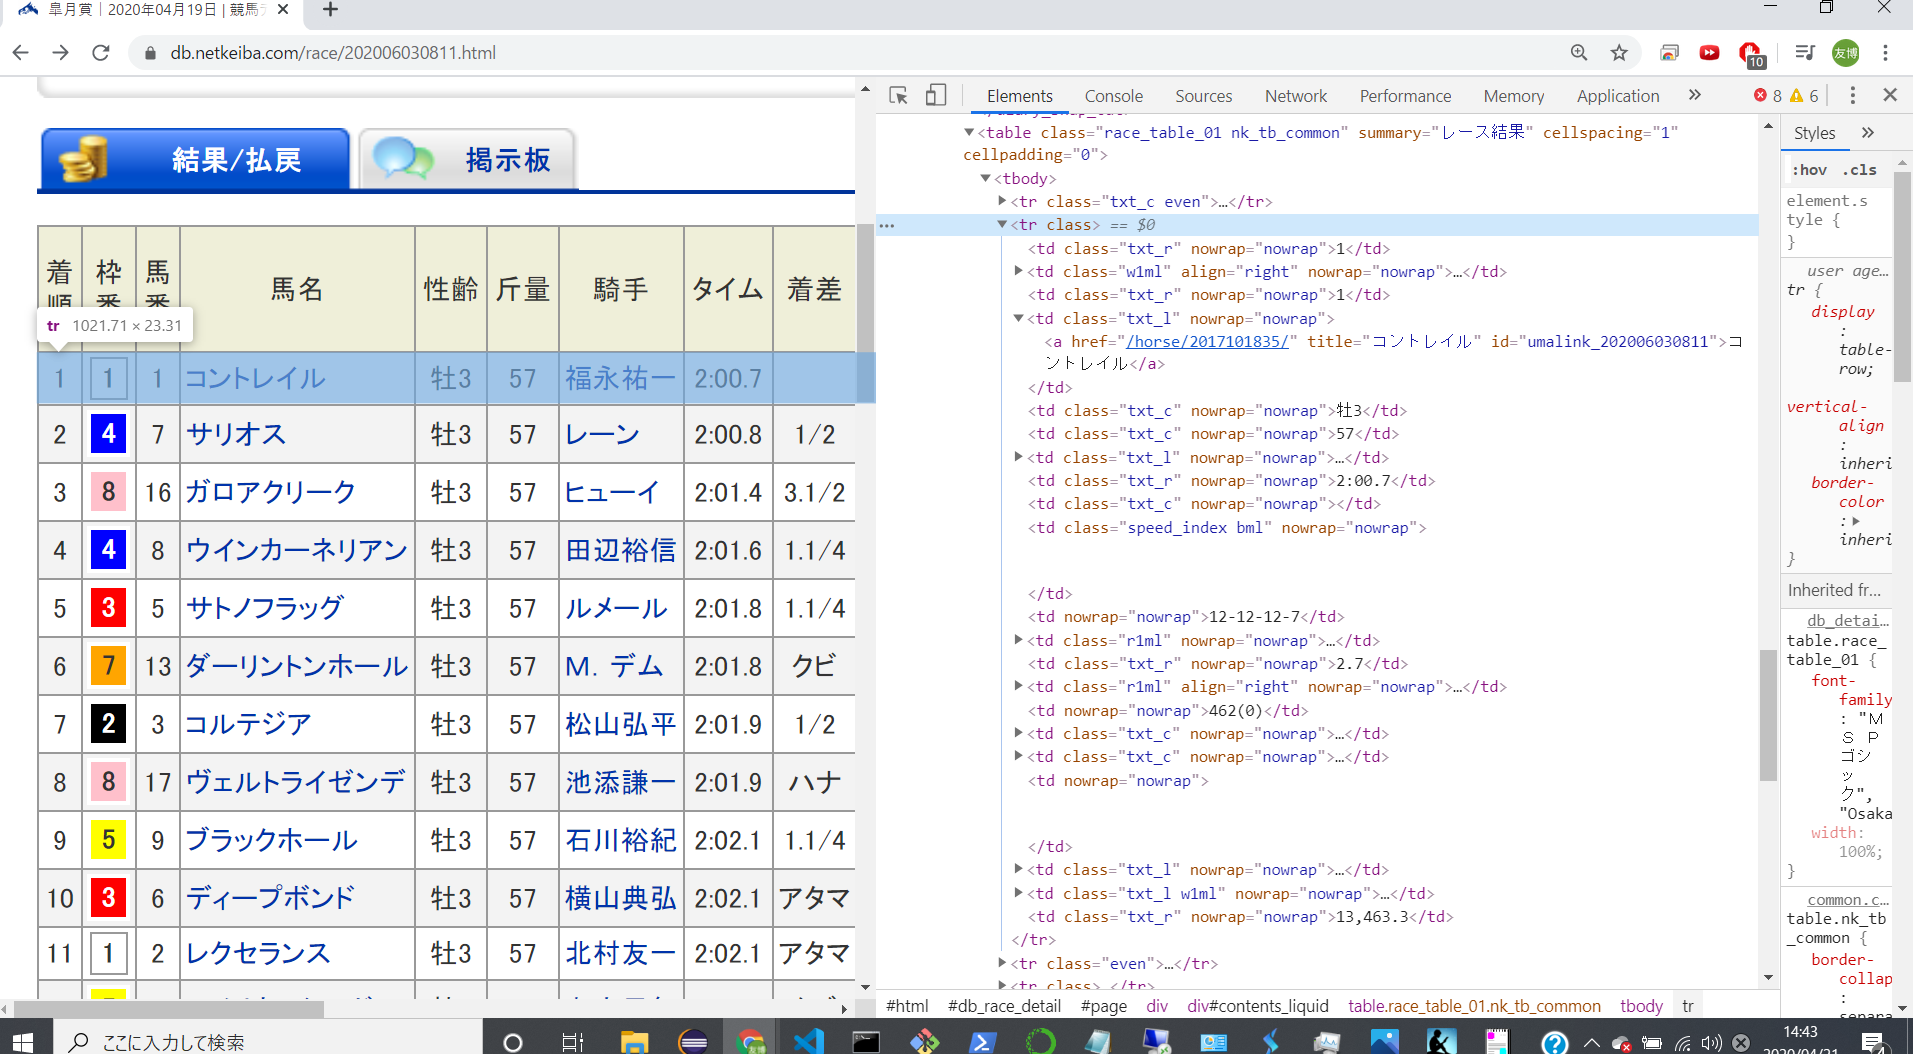 皐月賞｜2020年04月19日 | 競馬デ
db.netkeiba.com/race/202006030811.html
10
友博
Elements Console Sources Network Performance Memory Application 8 6
結果/払戻
掲示板
着順 枠番 馬番 馬名 性齢 斤量 騎手 タイム 着差
tr 1021.71 × 23.31
1 1 1 コントレイル 牡3 57 福永祐一 2:00.7
2 4 7 サリオス 牡3 57 レーン 2:00.8 1/2
3 8 16 ガロアクリーク 牡3 57 ヒューイ 2:01.4 3.1/2
4 4 8 ウインカーネリアン 牡3 57 田辺裕信 2:01.6 1.1/4
5 3 5 サトノフラッグ 牡3 57 ルメール 2:01.8 1.1/4
6 7 13 ダーリントンホール 牡3 57 M. デム 2:01.8 クビ
7 2 3 コルテジア 牡3 57 松山弘平 2:01.9 1/2
8 8 17 ヴェルトライゼンデ 牡3 57 池添謙一 2:01.9 ハナ
9 5 9 ブラックホール 牡3 57 石川裕紀 2:02.1 1.1/4
10 3 6 ディープボンド 牡3 57 横山典弘 2:02.1 アタマ
11 1 2 レクセランス 牡3 57 北村友一 2:02.1 アタマ
<table class="race_table_01 nk_tb_common" summary="レース結果" cellspacing="1"
cellpadding="0">
<tbody>
<tr class="txt_c even">…</tr>
<tr class> == $0
<td class="txt_r" nowrap="nowrap">1</td>
<td class="w1ml" align="right" nowrap="nowrap">…</td>
<td class="txt_r" nowrap="nowrap">1</td>
<td class="txt_l" nowrap="nowrap">
<a href="/horse/2017101835/" title="コントレイル" id="umalink_202006030811">コ
ントレイル</a>
</td>
<td class="txt_c" nowrap="nowrap">牡3</td>
<td class="txt_c" nowrap="nowrap">57</td>
<td class="txt_l" nowrap="nowrap">…</td>
<td class="txt_r" nowrap="nowrap">2:00.7</td>
<td class="txt_c" nowrap="nowrap"></td>
<td class="speed_index bml" nowrap="nowrap">
</td>
<td nowrap="nowrap">12-12-12-7</td>
<td class="r1ml" nowrap="nowrap">…</td>
<td class="txt_r" nowrap="nowrap">2.7</td>
<td class="r1ml" align="right" nowrap="nowrap">…</td>
<td nowrap="nowrap">462(0)</td>
<td class="txt_c" nowrap="nowrap">…</td>
<td class="txt_c" nowrap="nowrap">…</td>
<td nowrap="nowrap">
</td>
<td class="txt_l" nowrap="nowrap">…</td>
<td class="txt_l w1ml" nowrap="nowrap">…</td>
<td class="txt_r" nowrap="nowrap">13,463.3</td>
</tr>
<tr class="even">…</tr>
<tr class>…</tr>
#html #db_race_detail #page div div#contents_liquid table.race_table_01.nk_tb_common tbody tr
Styles
:hov .cls
element.s
tyle {
}
user age…
tr {
display
:
table-
row;
vertical-
align
:
inheri
border-
color
:
inheri
}
Inherited fr…
db_detai…
table.race_
table_01 {
font-
family
: "Ｍ
Ｓ Ｐ
ゴシ
ッ
ク",
"Osaka
width:
100%;
}
common.c…
table.nk_tb
_common {
border-
collap
:
separa
ここに入力して検索
14:43
2020/04/21
4